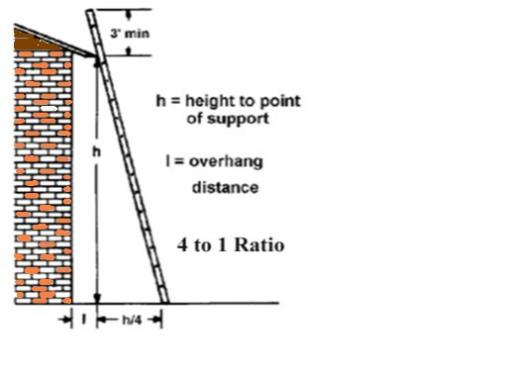 3' min
h = height to point
of support
h
l = overhang
distance
4 to 1 Ratio
l
h/4